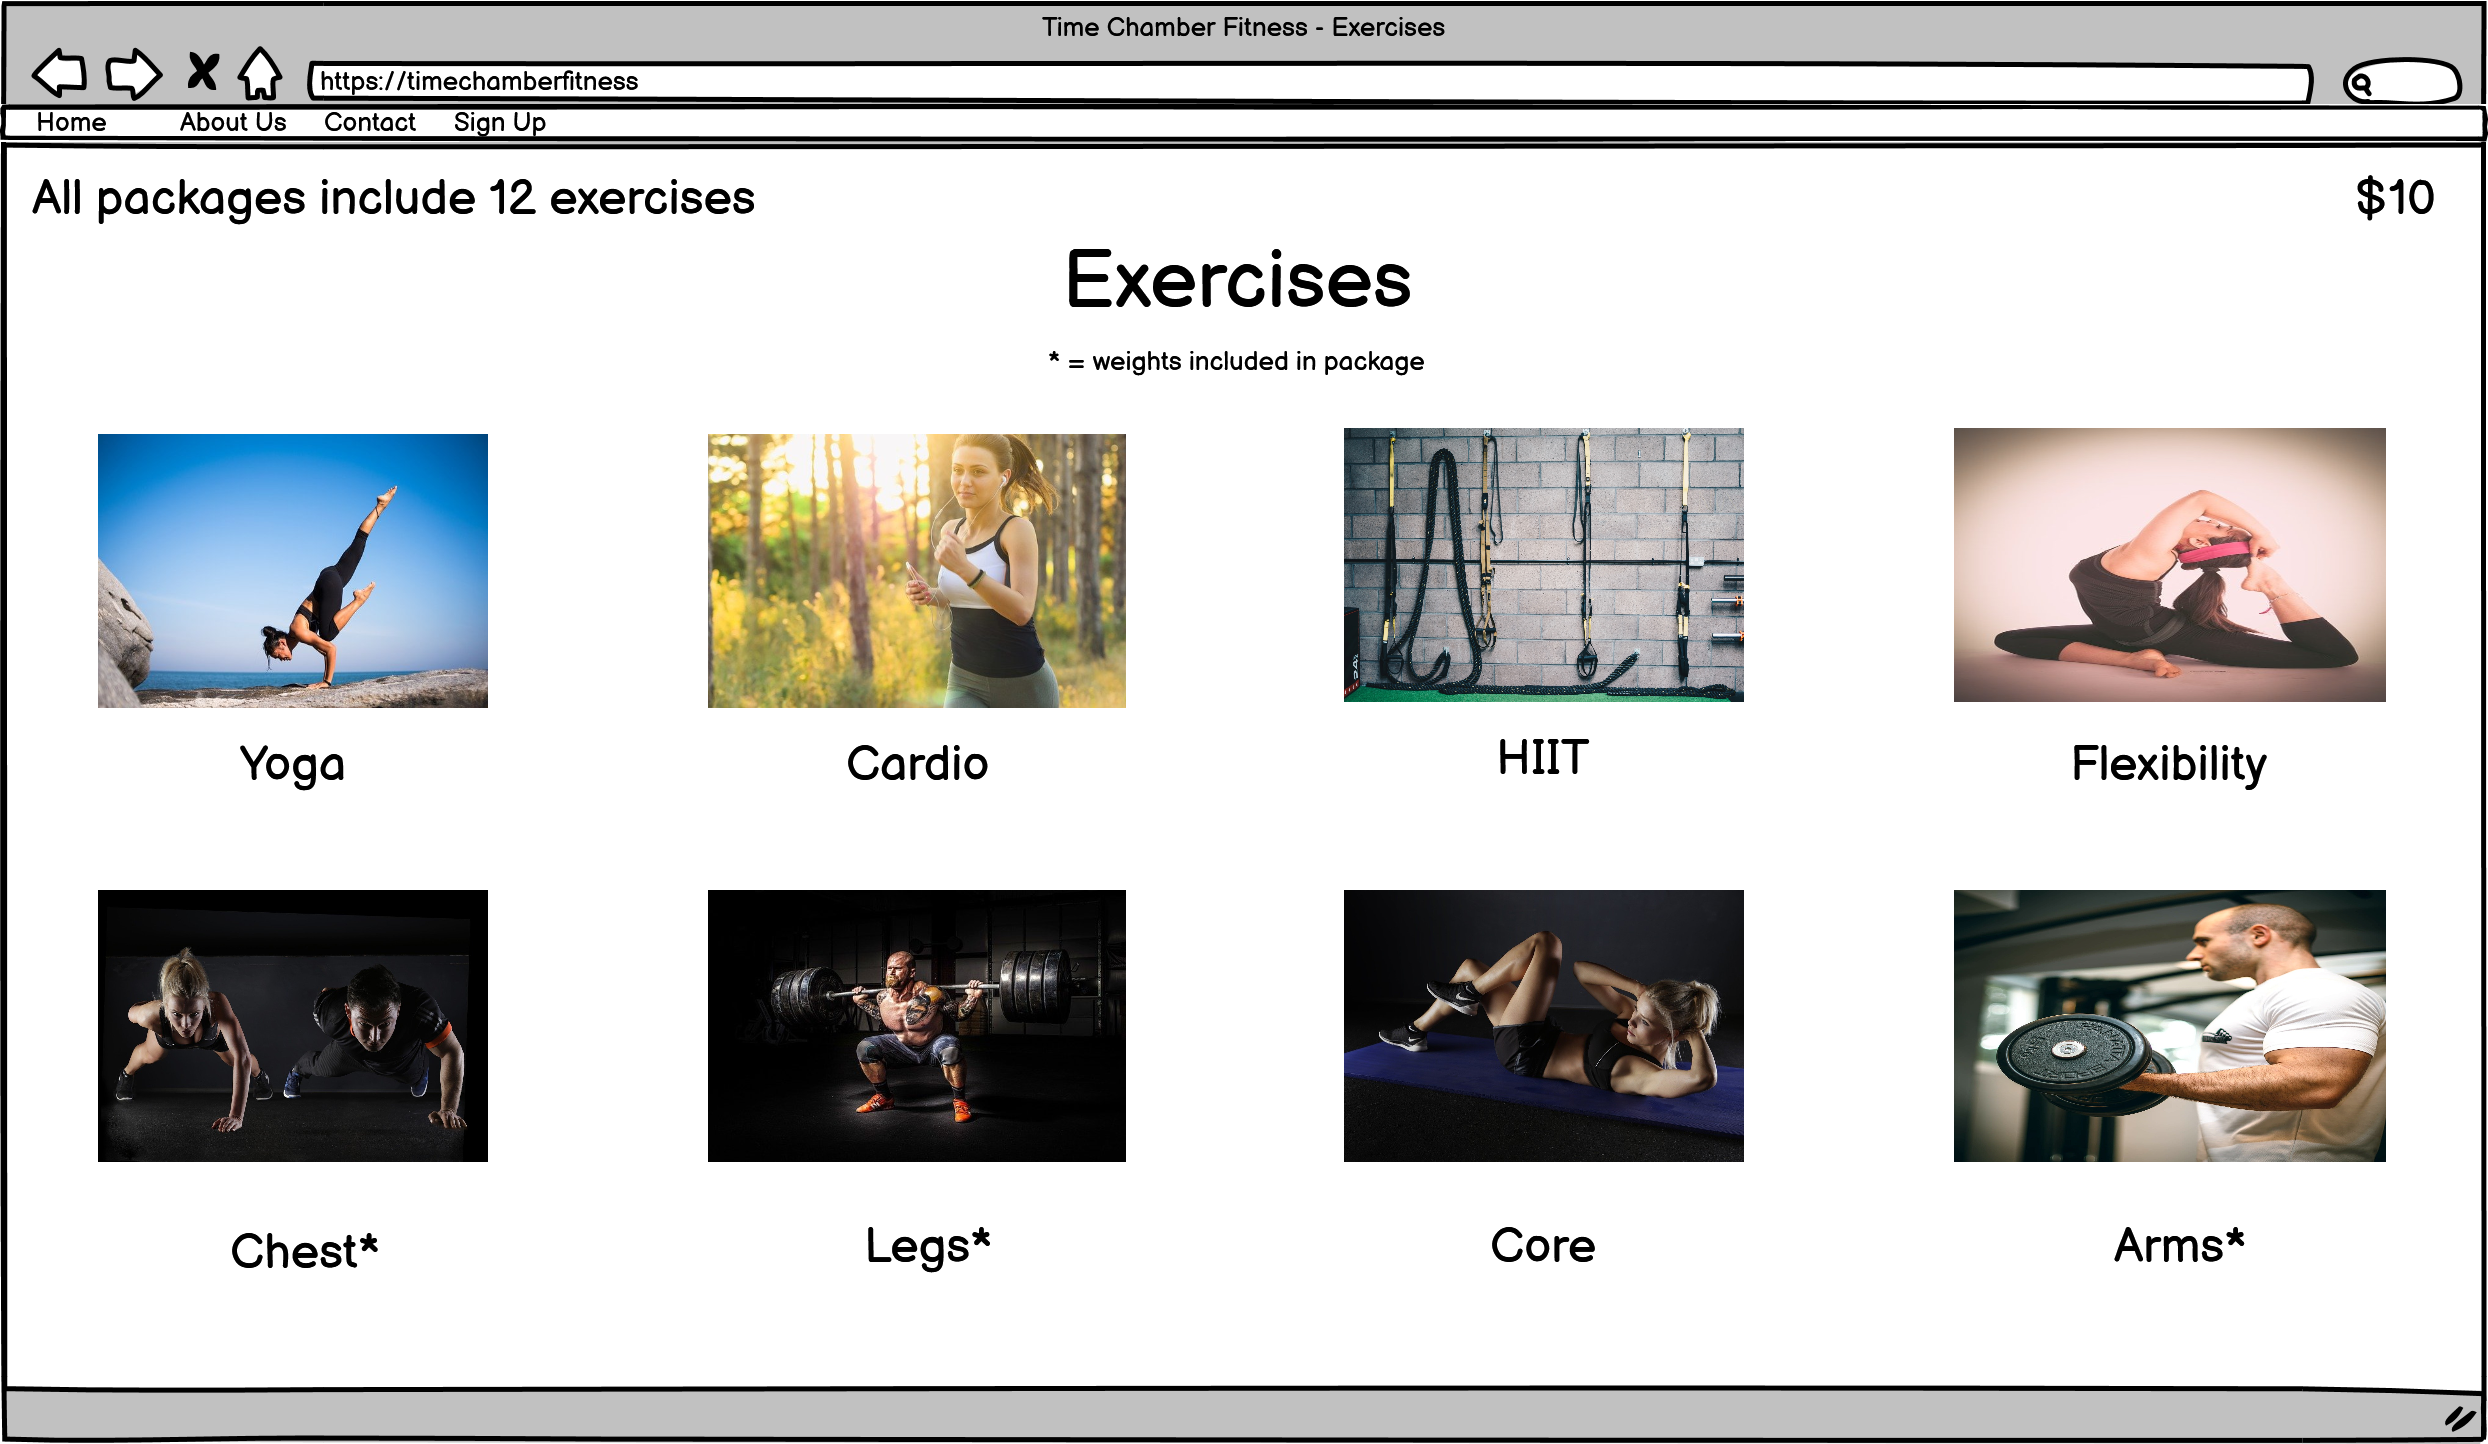 Time Chamber Fitness - Exercises
https://timechamberfitness
Home About Us Contact Sign Up
All packages include 12 exercises
$10
Exercises
* = weights included in package
Yoga
Cardio
HIIT
Flexibility
Chest*
Legs*
Core
Arms*